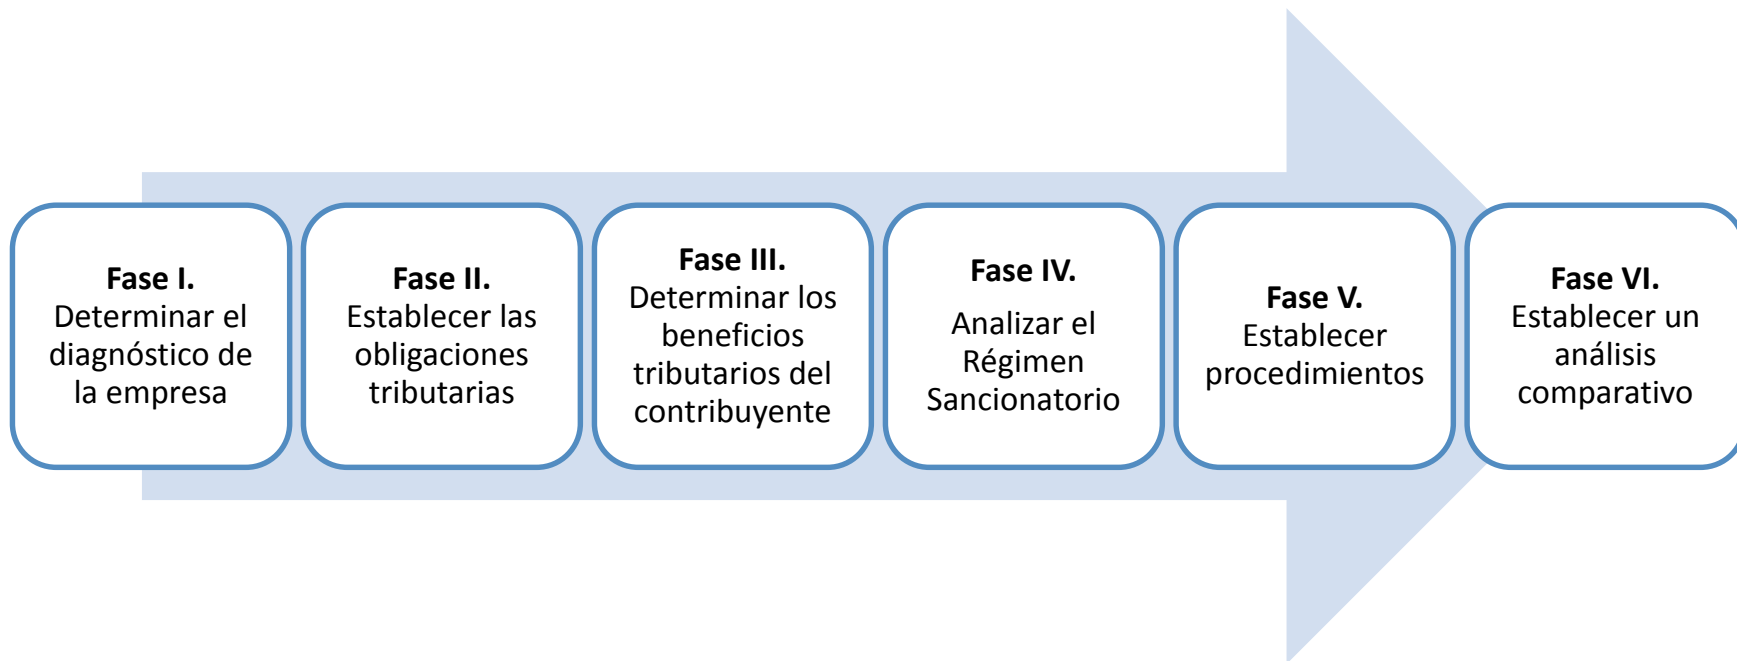 Fase I.
Determinar el
diagnóstico de
la empresa
Fase II.
Establecer las
obligaciones
tributarias
Fase III.
Determinar los
beneficios
tributarios del
contribuyente
Fase IV.
Analizar el
Régimen
Sancionatorio
Fase V.
Establecer
procedimientos
Fase VI.
Establecer un
análisis
comparativo